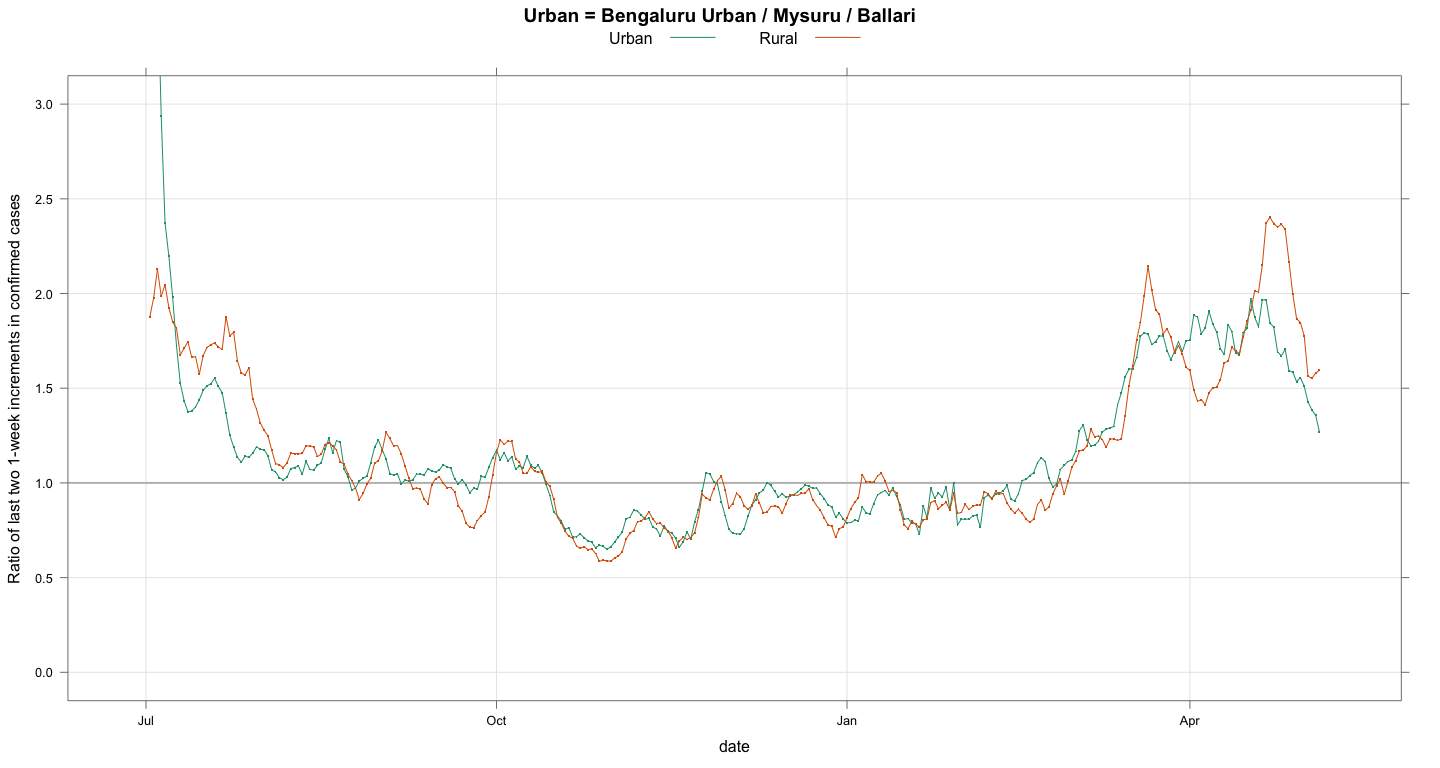 Urban = Bengaluru Urban / Mysuru / Ballari
Urban Rural
Ratio of last two 1-week increments in confirmed cases
3.0
2.5
2.0
1.5
1.0
0.5
0.0
Jul Oct Jan Apr
date